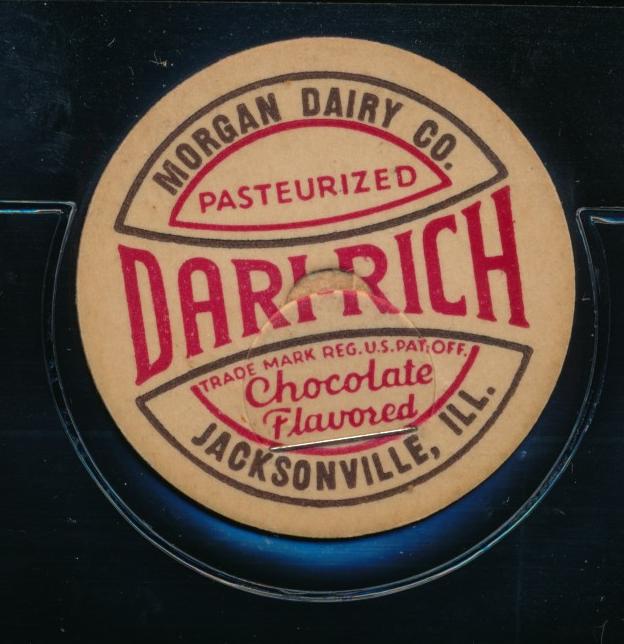 MORGAN DAIRY CO.
PASTEURIZED
DARI-RICH
TRADE MARK REG. U.S. PAT. OFF.
Chocolate
Flavored
JACKSONVILLE, ILL.